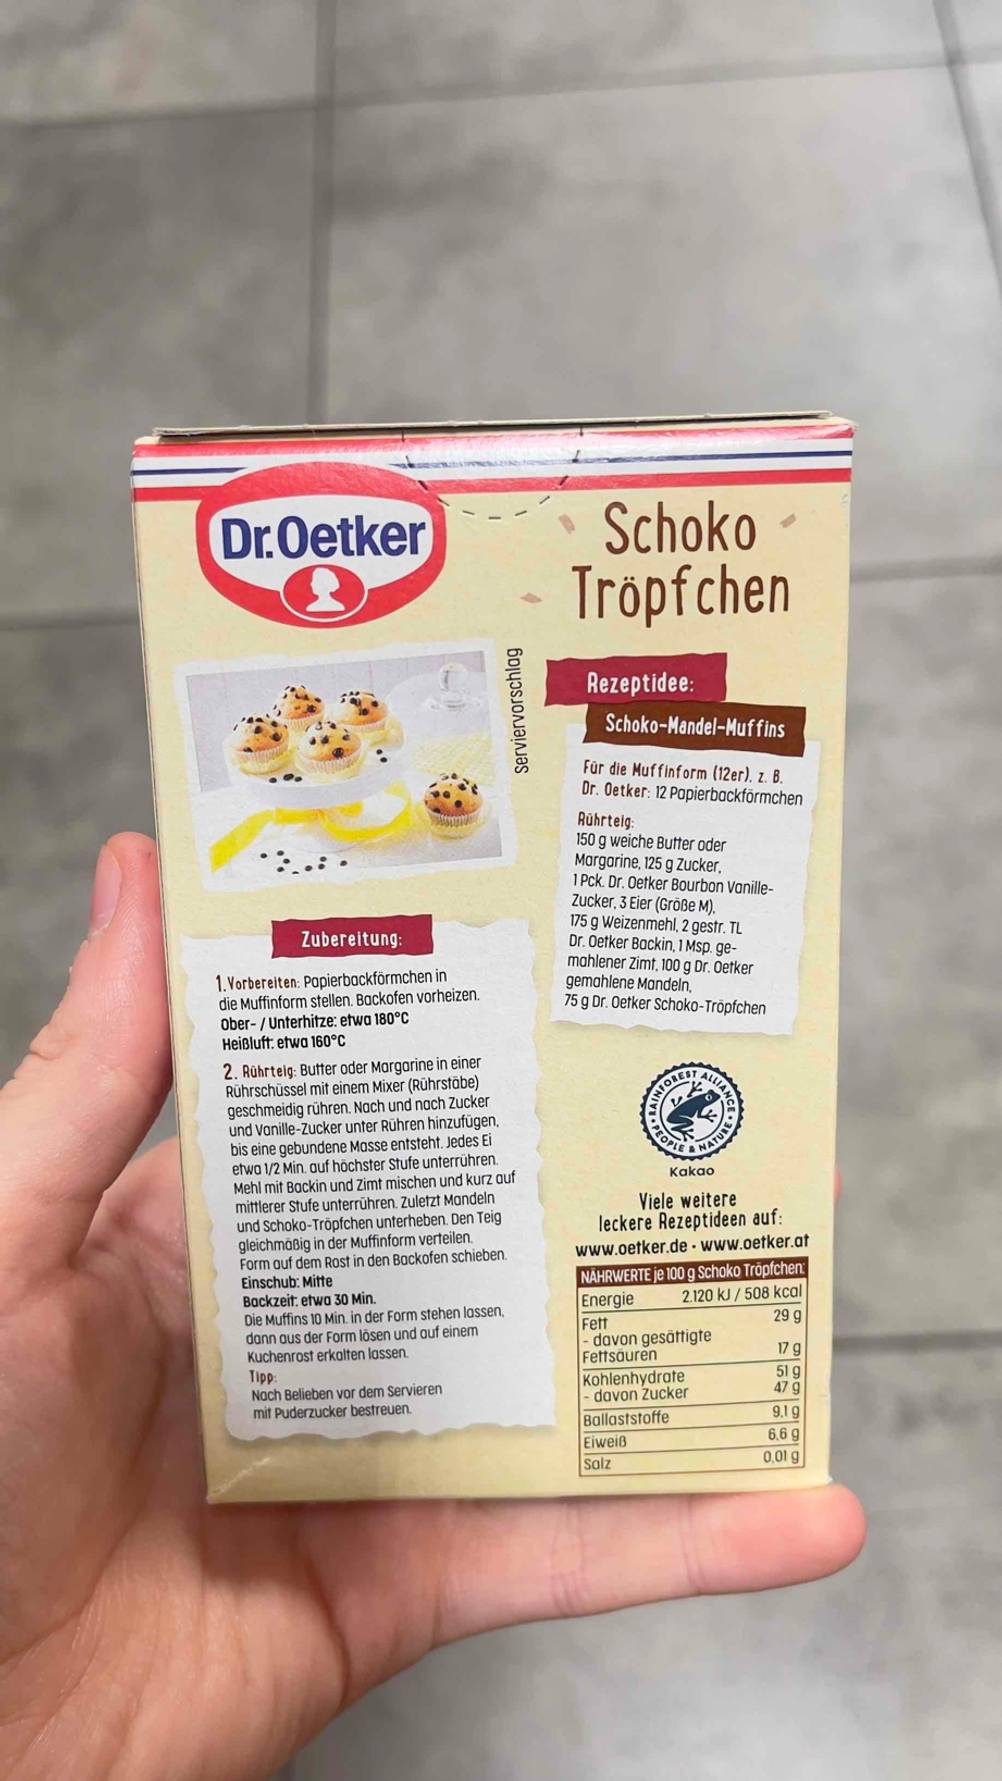 Dr.Oetker
Schoko
Tröpfchen
Serviervorschlag
Rezeptidee:
Schoko-Mandel-Muffins
Für die Muffinform (12er), z. B.
Dr. Oetker: 12 Papierbackförmchen
Rührteig:
150 g weiche Butter oder
Margarine, 125 g Zucker,
1 Pck. Dr. Oetker Bourbon Vanille-
Zucker, 3 Eier (Größe M),
175 g Weizenmehl, 2 gestr. TL
Dr. Oetker Backin, 1 Msp. ge-
mahlener Zimt, 100 g Dr. Oetker
gemahlene Mandeln,
75 g Dr. Oetker Schoko-Tröpfchen
Zubereitung:
1. Vorbereiten: Papierbackförmchen in
die Muffinform stellen. Backofen vorheizen.
Ober- / Unterhitze: etwa 180°C
Heißluft: etwa 160°C
2. Rührteig: Butter oder Margarine in einer
Rührschüssel mit einem Mixer (Rührstäbe)
geschmeidig rühren. Nach und nach Zucker
und Vanille-Zucker unter Rühren hinzufügen,
bis eine gebundene Masse entsteht. Jedes Ei
etwa 1/2 Min. auf höchster Stufe unterrühren.
Mehl mit Backin und Zimt mischen und kurz auf
mittlerer Stufe unterrühren. Zuletzt Mandeln
und Schoko-Tröpfchen unterheben. Den Teig
gleichmäßig in der Muffinform verteilen.
Form auf dem Rost in den Backofen schieben.
Einschub: Mitte
Backzeit: etwa 30 Min.
Die Muffins 10 Min. in der Form stehen lassen,
dann aus der Form lösen und auf einem
Kuchenrost erkalten lassen.
Tipp:
Nach Belieben vor dem Servieren
mit Puderzucker bestreuen.
RAINFOREST ALLIANCE
PEOPLE & NATURE
Kakao
Viele weitere
leckere Rezeptideen auf:
www.oetker.de · www.oetker.at
NÄHRWERTE je 100 g Schoko Tröpfchen:
Energie 2.120 kJ / 508 kcal
Fett 29 g
- davon gesättigte
Fettsäuren 17 g
Kohlenhydrate 51 g
- davon Zucker 47 g
Ballaststoffe 9,1 g
Eiweiß 6,6 g
Salz 0,01 g